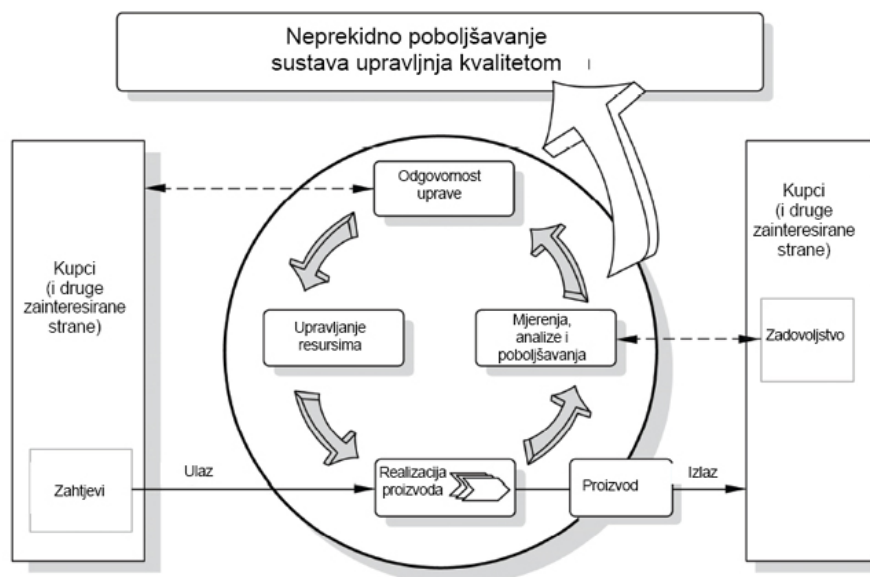 Neprekidno poboljšavanje
sustava upravljnja kvalitetom
Odgovornost
uprave
Kupci
(i druge
zainteresirane
strane)
Kupci
(i druge
zainteresirane
strane)
Upravljanje
resursima
Mjerenja,
analize i
poboljšavanja
Zadovoljstvo
Zahtjevi
Ulaz
Realizacija
proizvoda
Proizvod
Izlaz